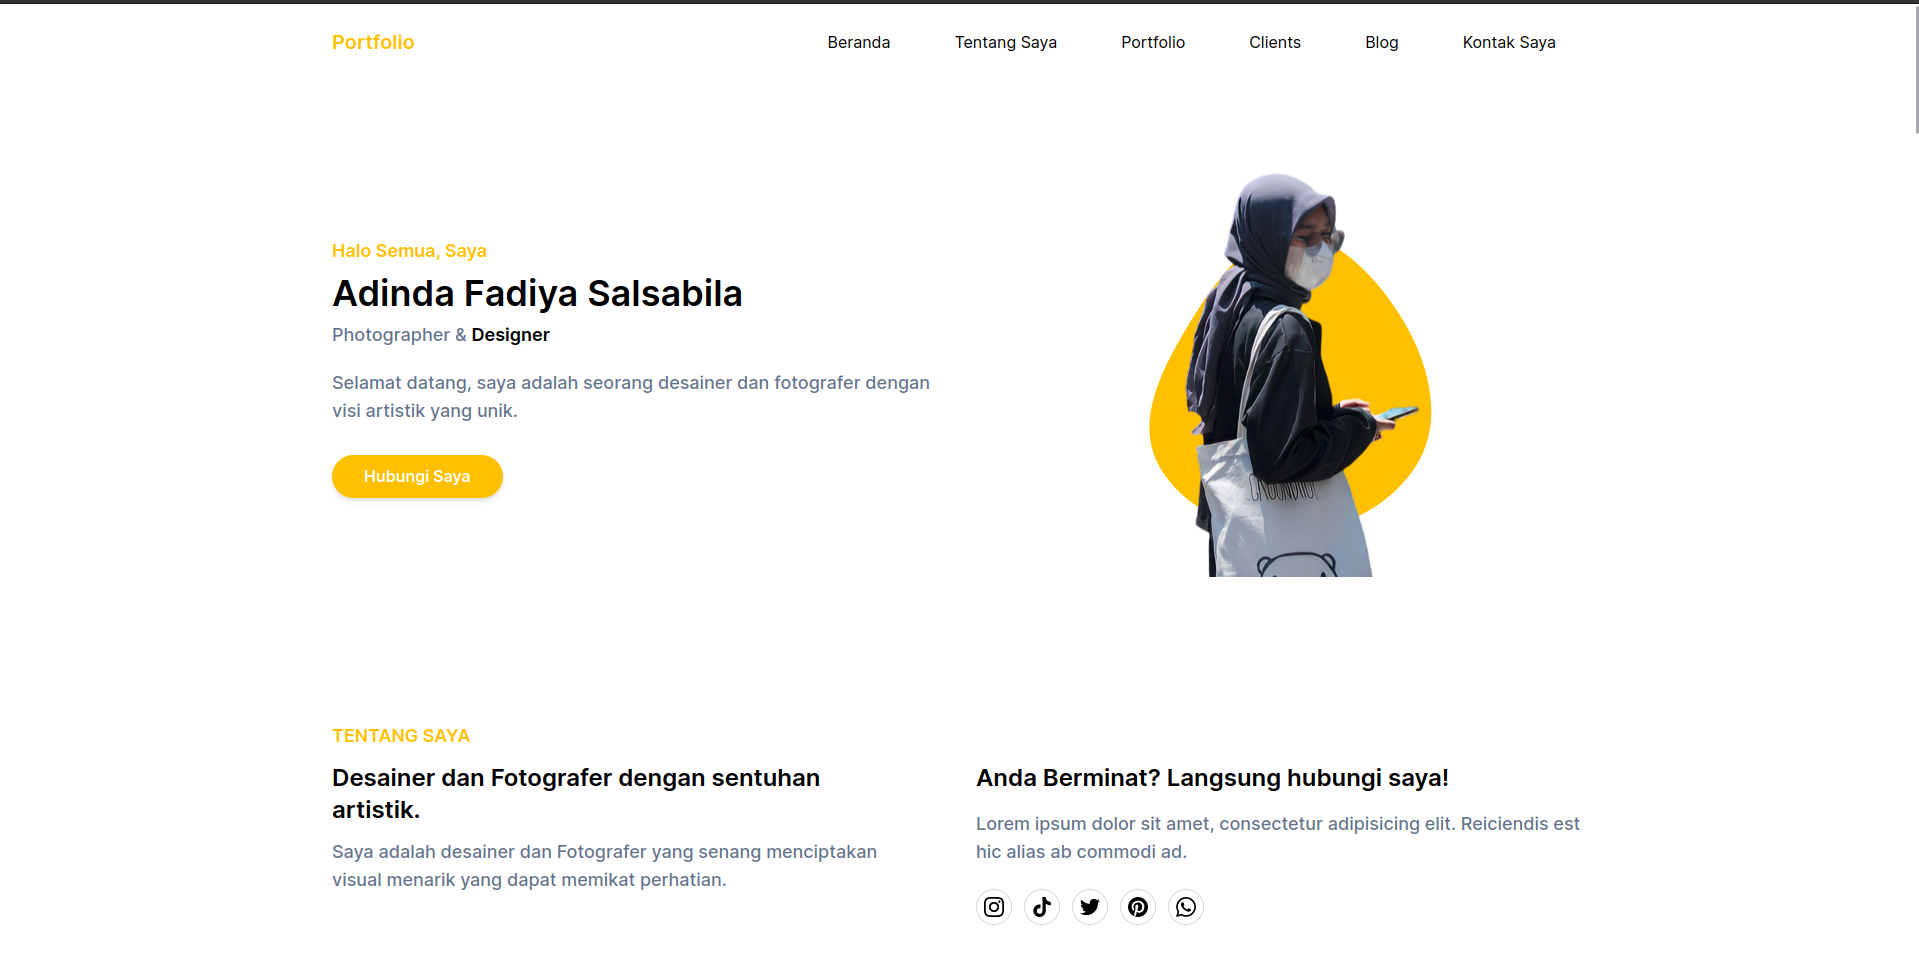 Portfolio
Beranda
Tentang Saya
Portfolio
Clients
Blog
Kontak Saya
Halo Semua, Saya
Adinda Fadiya Salsabila
Photographer & Designer
Selamat datang, saya adalah seorang desainer dan fotografer dengan
visi artistik yang unik.
Hubungi Saya
TENTANG SAYA
Desainer dan Fotografer dengan sentuhan
artistik.
Saya adalah desainer dan Fotografer yang senang menciptakan
visual menarik yang dapat memikat perhatian.
Anda Berminat? Langsung hubungi saya!
Lorem ipsum dolor sit amet, consectetur adipisicing elit. Reiciendis est
hic alias ab commodi ad.